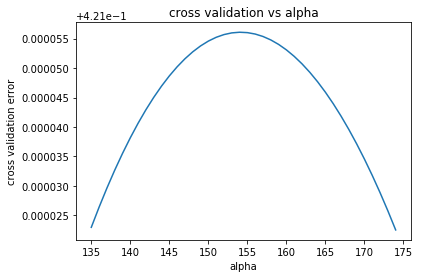 cross validation vs alpha
+4.21e−1
0.000055
0.000050
0.000045
0.000040
0.000035
0.000030
0.000025
cross validation error
135 140 145 150 155 160 165 170 175
alpha